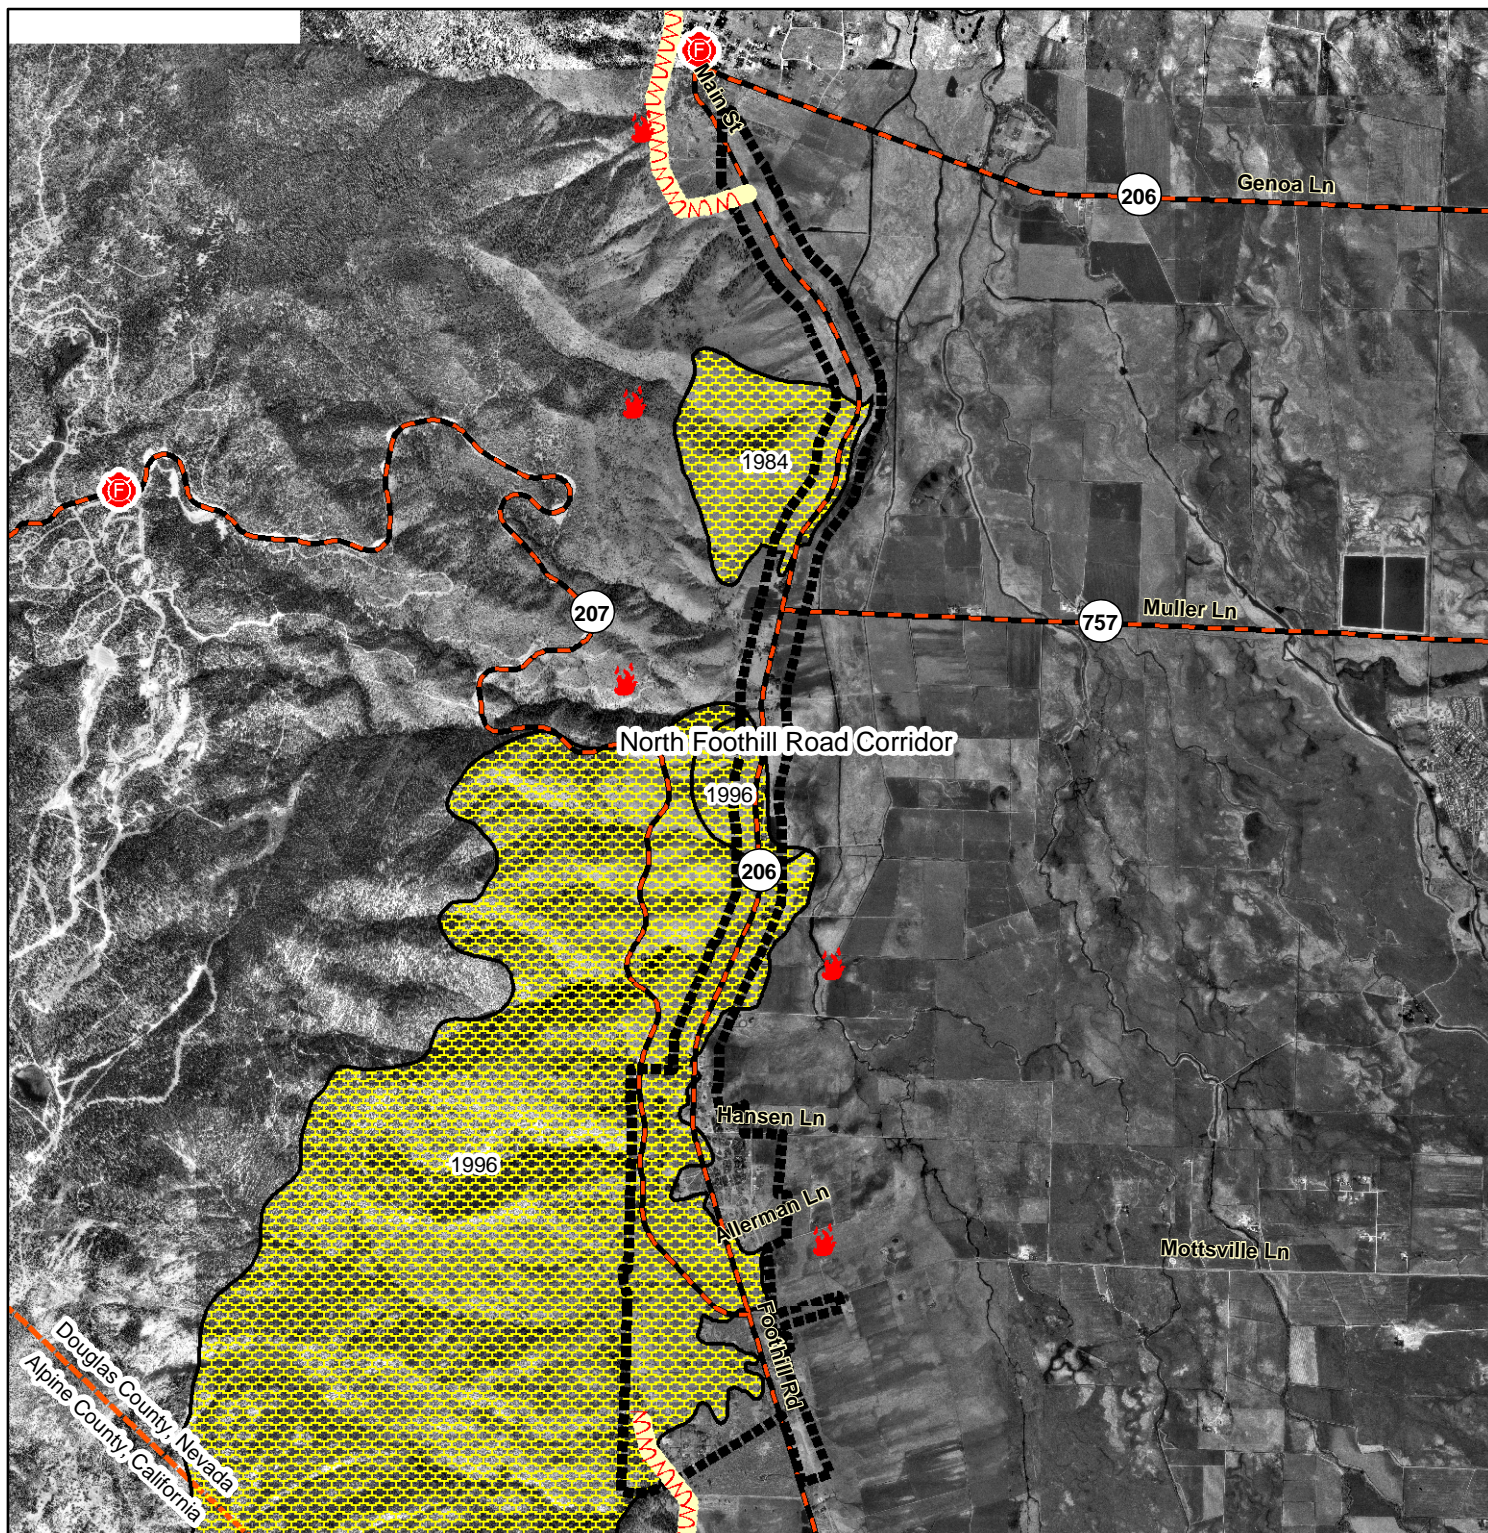 F
Main St
206
Genoa Ln
1984
F
207
757
Muller Ln
North Foothill Road Corridor
1996
206
Hansen Ln
1996
Allerman Ln
Mottsville Ln
Foothill Rd
Douglas County, Nevada
Alpine County, California